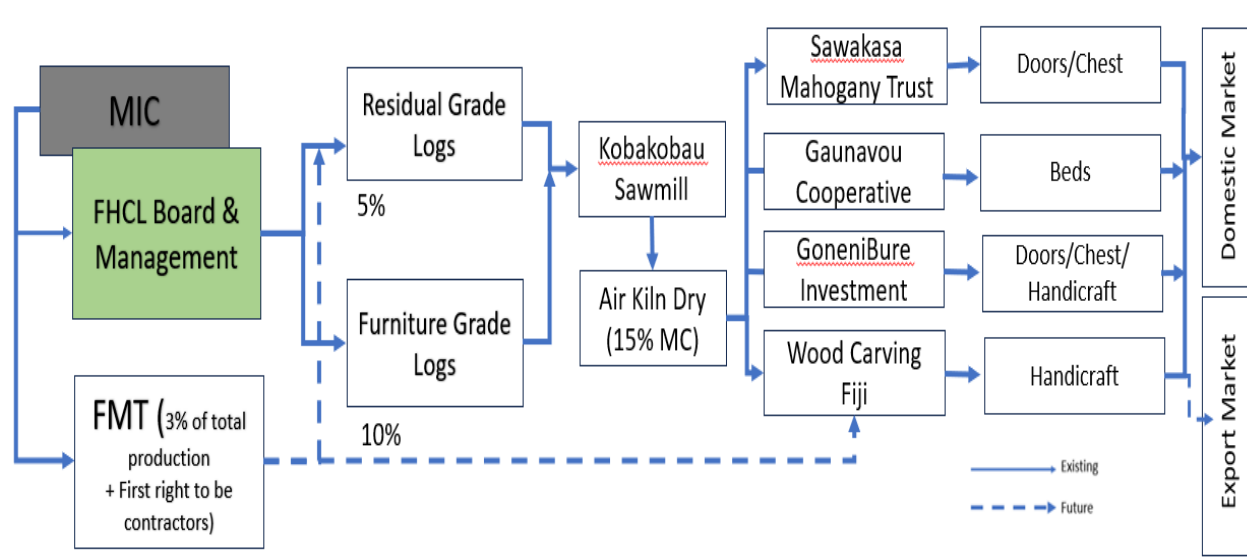 MIC
FHCL Board &
Management
FMT (3% of total
production
+ First right to be
contractors)
Residual Grade
Logs
5%
Furniture Grade
Logs
10%
Kobakobau
Sawmill
Air Kiln Dry
(15% MC)
Sawakasa
Mahogany Trust
Gaunavou
Cooperative
GoneniBure
Investment
Wood Carving
Fiji
Doors/Chest
Beds
Doors/Chest/
Handicraft
Handicraft
Domestic Market
Export Market
Existing
Future